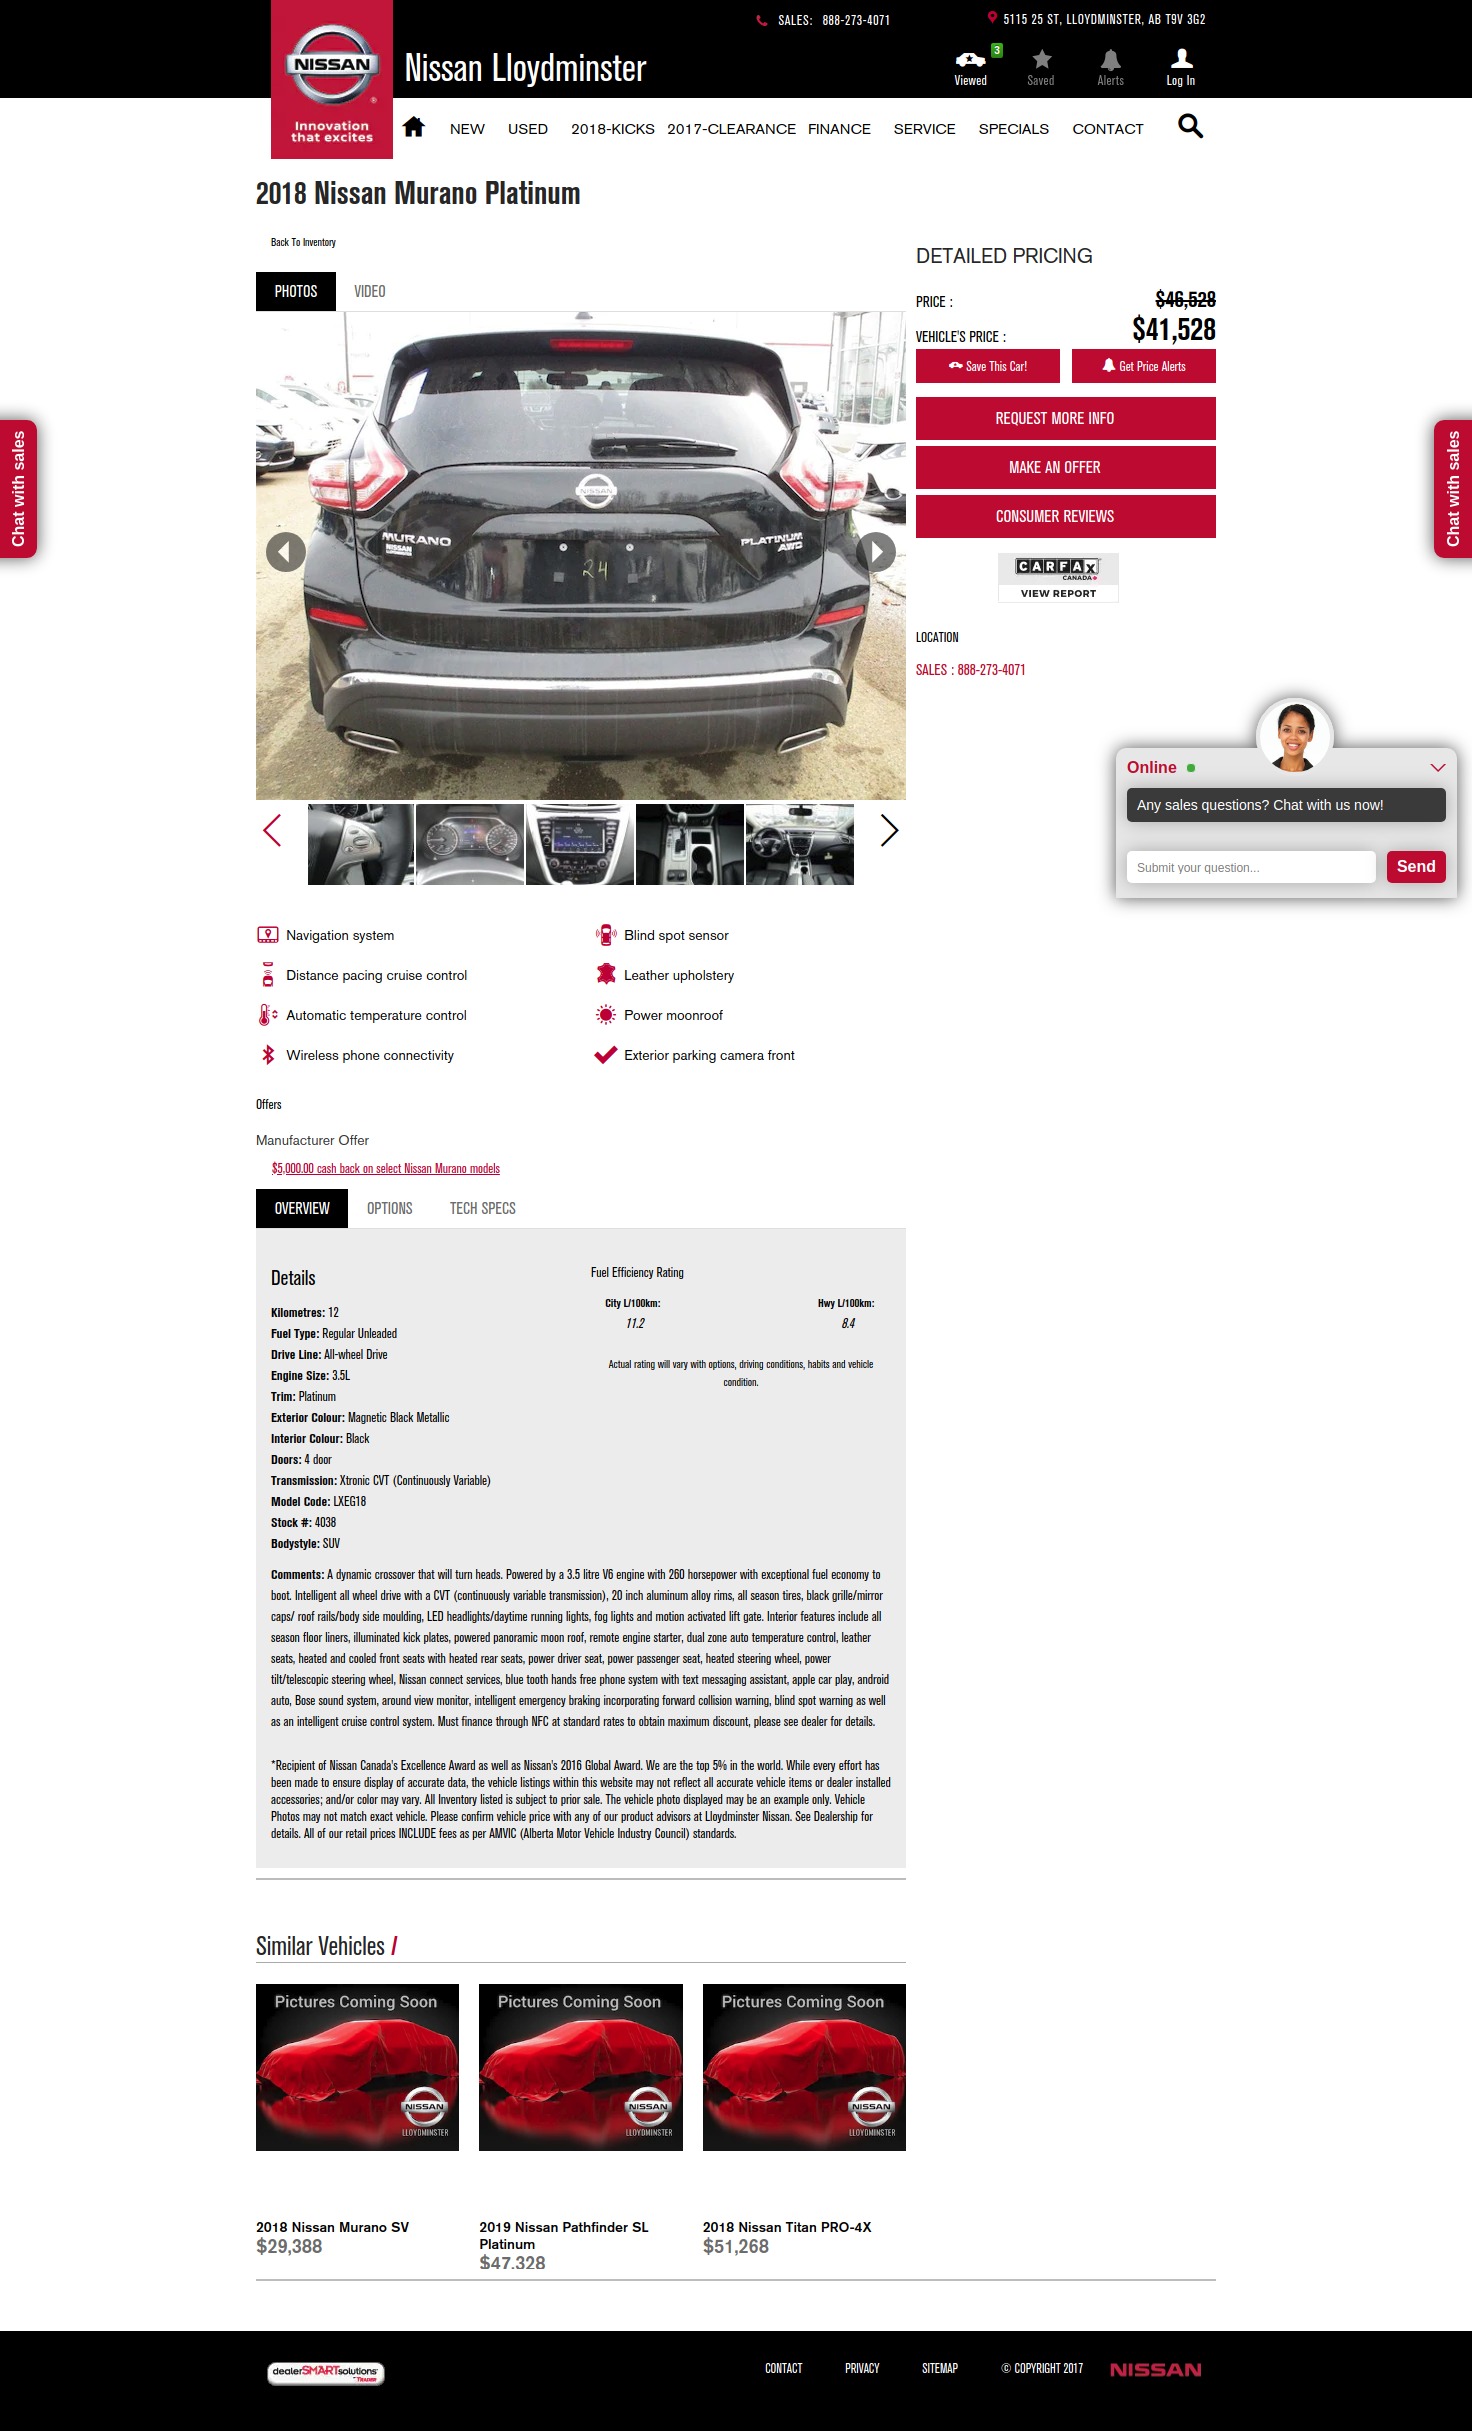 SALES: 888-273-4071
5115 25 ST, LLOYDMINSTER, AB T9V 3G2
NISSAN
®
Innovation
that excites
Nissan Lloydminster
3
Viewed
Saved
Alerts
Log In
NEW USED 2018-KICKS 2017-CLEARANCE FINANCE SERVICE SPECIALS CONTACT
2018 Nissan Murano Platinum
Back To Inventory
PHOTOS VIDEO
NISSAN
MURANO
NISSAN
PLATINUM
AWD
24
DETAILED PRICING
PRICE : $46,528
VEHICLE'S PRICE : $41,528
Save This Car! Get Price Alerts
REQUEST MORE INFO
MAKE AN OFFER
CONSUMER REVIEWS
CARFAX
CANADA
VIEW REPORT
LOCATION
SALES : 888-273-4071
Chat with sales
Chat with sales
Online
Any sales questions? Chat with us now!
Submit your question...
Send
Navigation system
Blind spot sensor
Distance pacing cruise control
Leather upholstery
Automatic temperature control
Power moonroof
Wireless phone connectivity
Exterior parking camera front
Offers
Manufacturer Offer
$5,000.00 cash back on select Nissan Murano models
OVERVIEW OPTIONS TECH SPECS
Details
Kilometres: 12
Fuel Type: Regular Unleaded
Drive Line: All-wheel Drive
Engine Size: 3.5L
Trim: Platinum
Exterior Colour: Magnetic Black Metallic
Interior Colour: Black
Doors: 4 door
Transmission: Xtronic CVT (Continuously Variable)
Model Code: LXEG18
Stock #: 4038
Bodystyle: SUV
Fuel Efficiency Rating
City L/100km: Hwy L/100km:
11.2 8.4
Actual rating will vary with options, driving conditions, habits and vehicle
condition.
Comments: A dynamic crossover that will turn heads. Powered by a 3.5 litre V6 engine with 260 horsepower with exceptional fuel economy to
boot. Intelligent all wheel drive with a CVT (continuously variable transmission), 20 inch aluminum alloy rims, all season tires, black grille/mirror
caps/ roof rails/body side moulding, LED headlights/daytime running lights, fog lights and motion activated lift gate. Interior features include all
season floor liners, illuminated kick plates, powered panoramic moon roof, remote engine starter, dual zone auto temperature control, leather
seats, heated and cooled front seats with heated rear seats, power driver seat, power passenger seat, heated steering wheel, power
tilt/telescopic steering wheel, Nissan connect services, blue tooth hands free phone system with text messaging assistant, apple car play, android
auto, Bose sound system, around view monitor, intelligent emergency braking incorporating forward collision warning, blind spot warning as well
as an intelligent cruise control system. Must finance through NFC at standard rates to obtain maximum discount, please see dealer for details.
*Recipient of Nissan Canada's Excellence Award as well as Nissan's 2016 Global Award. We are the top 5% in the world. While every effort has
been made to ensure display of accurate data, the vehicle listings within this website may not reflect all accurate vehicle items or dealer installed
accessories; and/or color may vary. All Inventory listed is subject to prior sale. The vehicle photo displayed may be an example only. Vehicle
Photos may not match exact vehicle. Please confirm vehicle price with any of our product advisors at Lloydminster Nissan. See Dealership for
details. All of our retail prices INCLUDE fees as per AMVIC (Alberta Motor Vehicle Industry Council) standards.
Similar Vehicles /
Pictures Coming Soon
NISSAN
LLOYDMINSTER
Pictures Coming Soon
NISSAN
LLOYDMINSTER
Pictures Coming Soon
NISSAN
LLOYDMINSTER
2018 Nissan Murano SV
$29,388
2019 Nissan Pathfinder SL
Platinum
$47,328
2018 Nissan Titan PRO-4X
$51,268
dealerSMARTsolutions
by TRADER
CONTACT PRIVACY SITEMAP © COPYRIGHT 2017 NISSAN